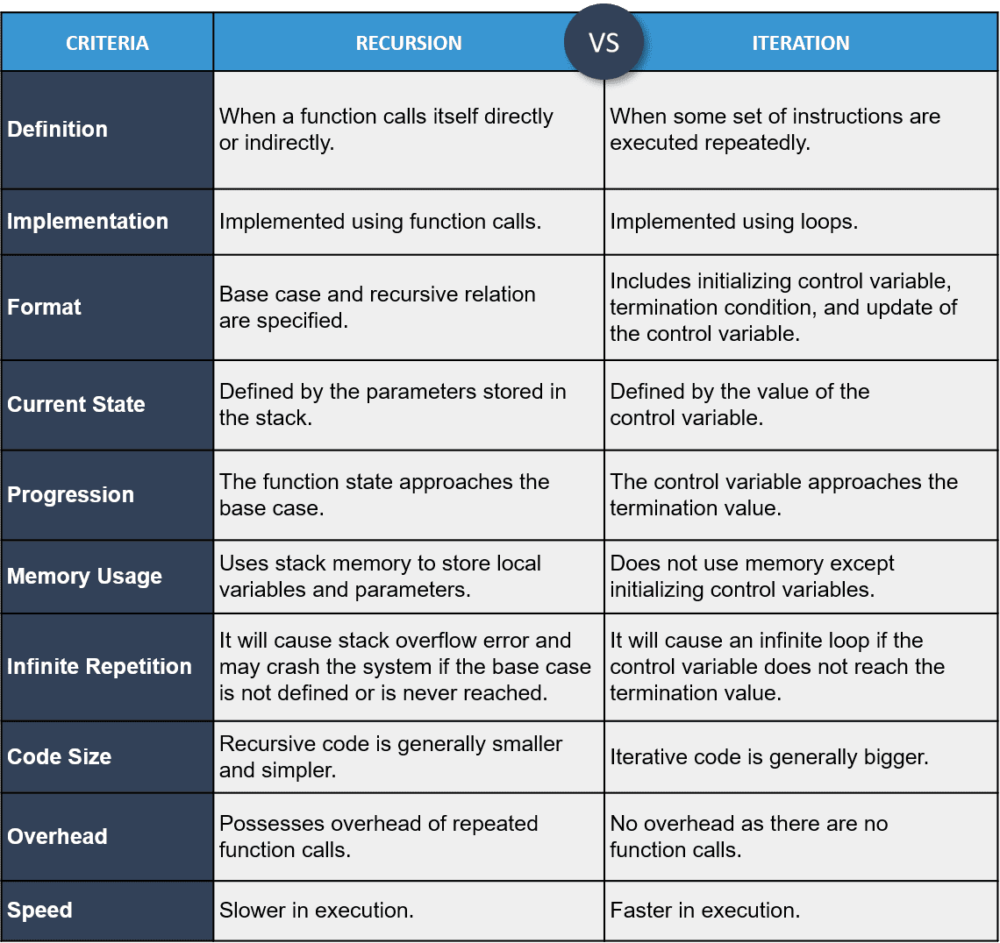 CRITERIA
RECURSION
VS
ITERATION
Definition
When a function calls itself directly
or indirectly.
When some set of instructions are
executed repeatedly.
Implementation
Implemented using function calls.
Implemented using loops.
Format
Base case and recursive relation
are specified.
Includes initializing control variable,
termination condition, and update of
the control variable.
Current State
Defined by the parameters stored in
the stack.
Defined by the value of the
control variable.
Progression
The function state approaches the
base case.
The control variable approaches the
termination value.
Memory Usage
Uses stack memory to store local
variables and parameters.
Does not use memory except
initializing control variables.
Infinite Repetition
It will cause stack overflow error and
may crash the system if the base case
is not defined or is never reached.
It will cause an infinite loop if the
control variable does not reach the
termination value.
Code Size
Recursive code is generally smaller
and simpler.
Iterative code is generally bigger.
Overhead
Possesses overhead of repeated
function calls.
No overhead as there are no
function calls.
Speed
Slower in execution.
Faster in execution.